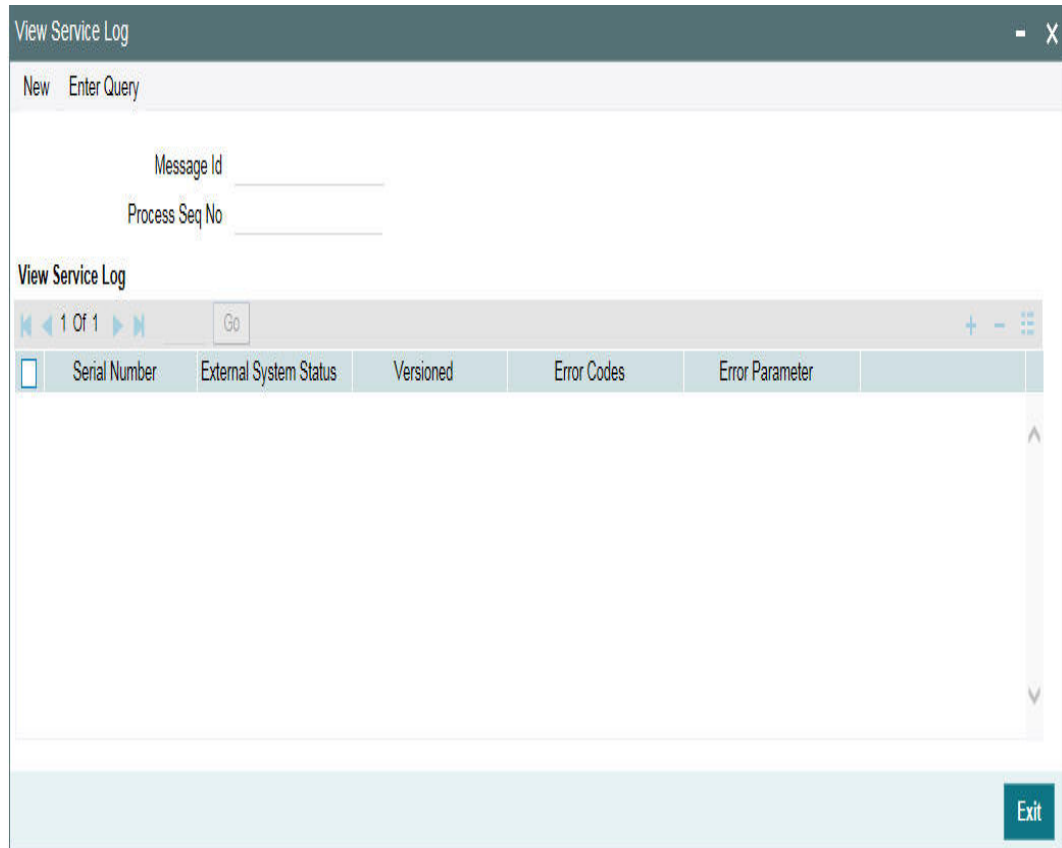 View Service Log
New Enter Query
Message Id
Process Seq No
View Service Log
1 Of 1 Go
Serial Number External System Status Versioned Error Codes Error Parameter
Exit